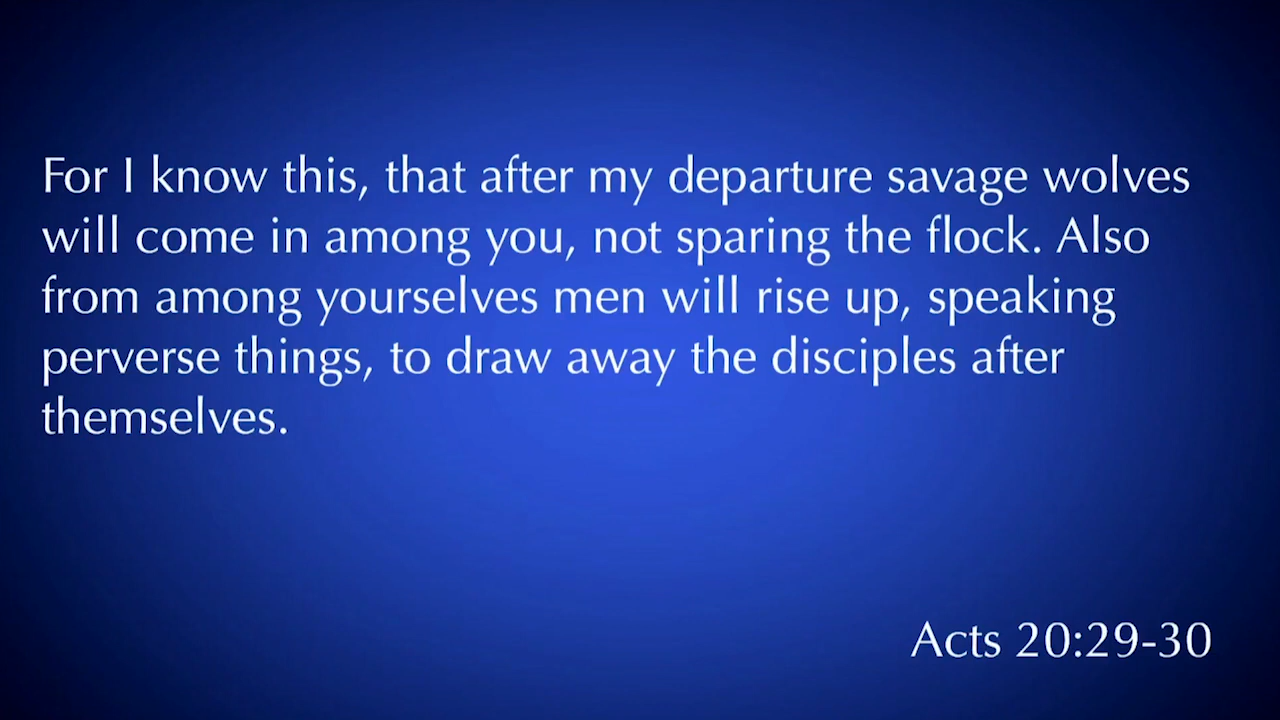 For I know this, that after my departure savage wolves
will come in among you, not sparing the flock. Also
from among yourselves men will rise up, speaking
perverse things, to draw away the disciples after
themselves.
Acts 20:29-30